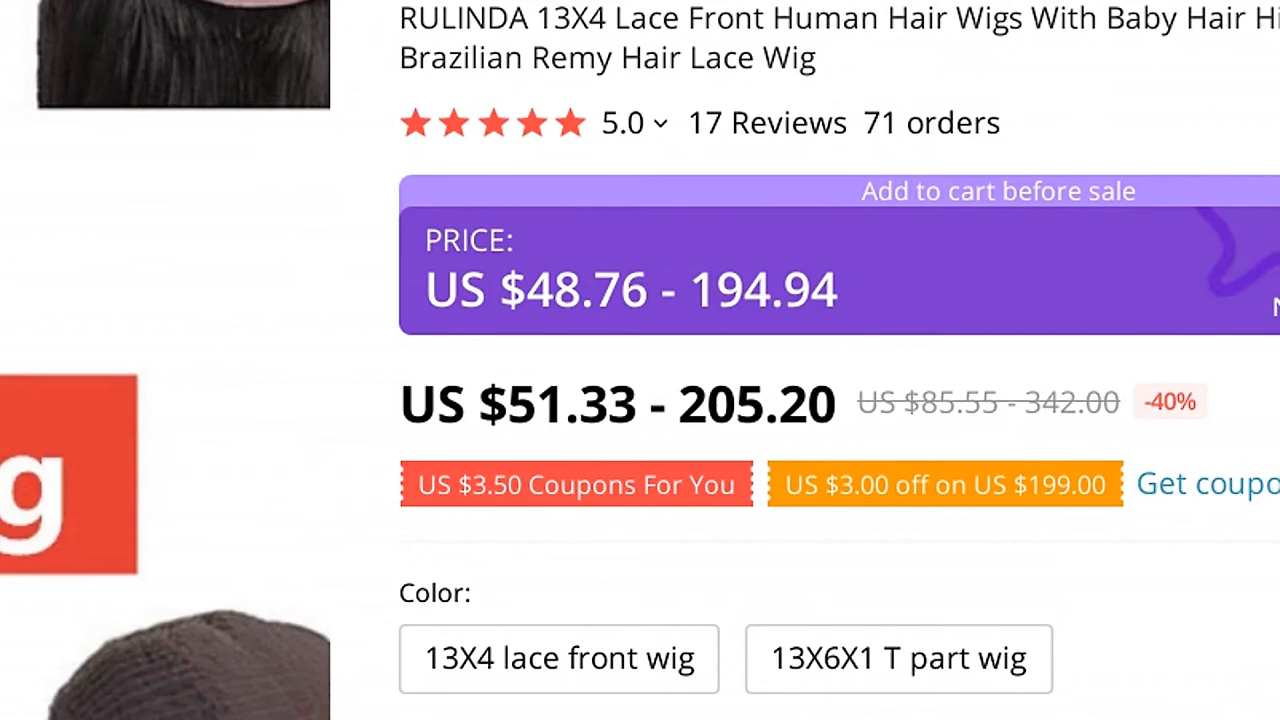 RULINDA 13X4 Lace Front Human Hair Wigs With Baby Hair
Brazilian Remy Hair Lace Wig
5.0 17 Reviews 71 orders
Add to cart before sale
PRICE:
US $48.76 - 194.94
US $51.33 - 205.20 US $85.55 - 342.00 -40%
US $3.50 Coupons For You US $3.00 off on US $199.00 Get
g
Color:
13X4 lace front wig 13X6X1 T part wig